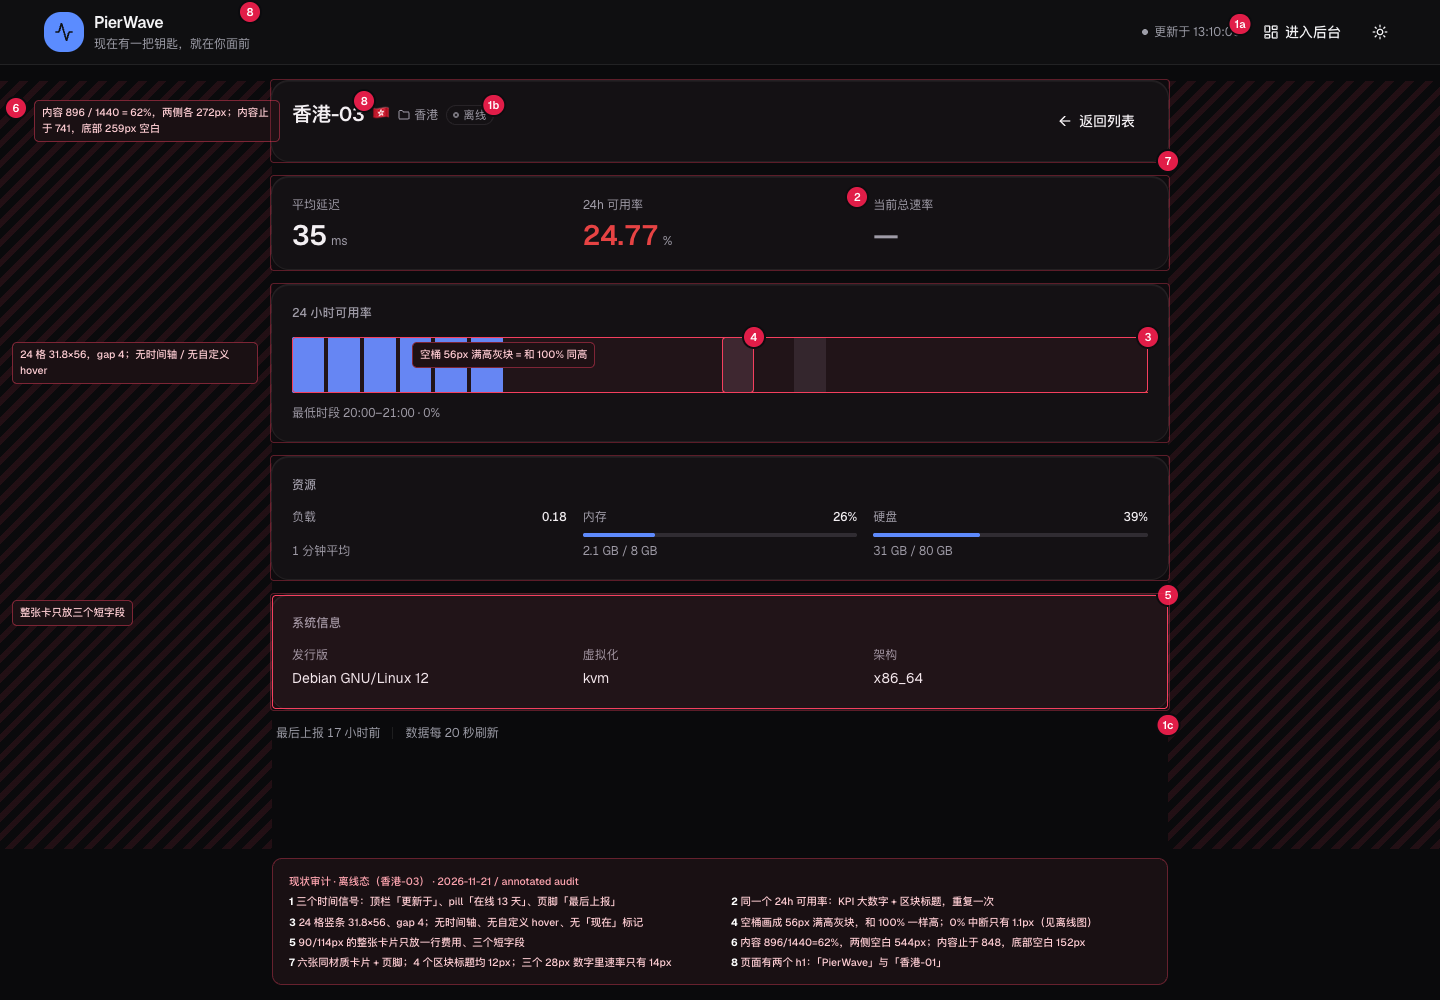 PierWave
8
现在有一把钥匙，就在你面前
更新于 13:10:0
1a
进入后台
6
内容 896 / 1440 = 62%，两侧各 272px；内容止
于 741，底部 259px 空白
香港-03
8
香港
离线
1b
返回列表
7
平均延迟
35 ms
24h 可用率
24.77 %
2
当前总速率
—
24 小时可用率
24 格 31.8×56，gap 4；无时间轴 / 无自定义
hover
空桶 56px 满高灰块 = 和 100% 同高
4
3
最低时段 20:00–21:00 · 0%
资源
负载
0.18
1 分钟平均
内存
26%
2.1 GB / 8 GB
硬盘
39%
31 GB / 80 GB
整张卡只放三个短字段
5
系统信息
发行版
Debian GNU/Linux 12
虚拟化
kvm
架构
x86_64
最后上报 17 小时前
数据每 20 秒刷新
1c
现状审计 · 离线态（香港-03） · 2026-11-21 / annotated audit
1 三个时间信号：顶栏「更新于」、pill「在线 13 天」、页脚「最后上报」
2 同一个 24h 可用率：KPI 大数字 + 区块标题，重复一次
3 24 格竖条 31.8×56、gap 4；无时间轴、无自定义 hover、无「现在」标记
4 空桶画成 56px 满高灰块，和 100% 一样高；0% 中断只有 1.1px（见离线图）
5 90/114px 的整张卡片只放一行费用、三个短字段
6 内容 896/1440=62%，两侧空白 544px；内容止于 848，底部空白 152px
7 六张同材质卡片 + 页脚；4 个区块标题均 12px；三个 28px 数字里速率只有 14px
8 页面有两个 h1：「PierWave」与「香港-01」